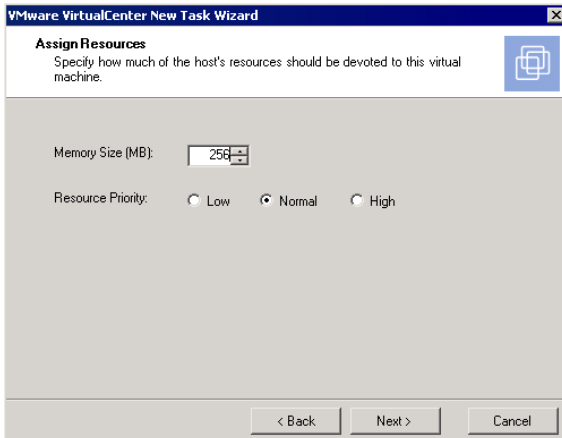 VMware VirtualCenter New Task Wizard
Assign Resources
Specify how much of the host's resources should be devoted to this virtual
machine.
Memory Size (MB): 256
Resource Priority: Low Normal High
< Back Next > Cancel